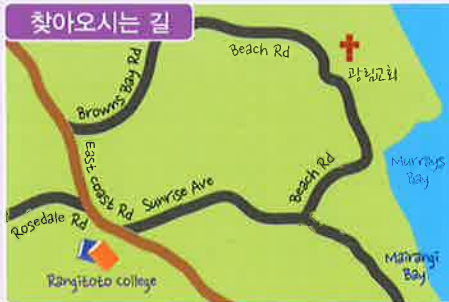 찾아오시는 길
Beach Rd
광림교회
Browns Bay Rd
East coast Rd
Murrays
Bay
Sunrise Ave
Beach Rd
Rosedale Rd
Rangitoto college
Mairangi
Bay